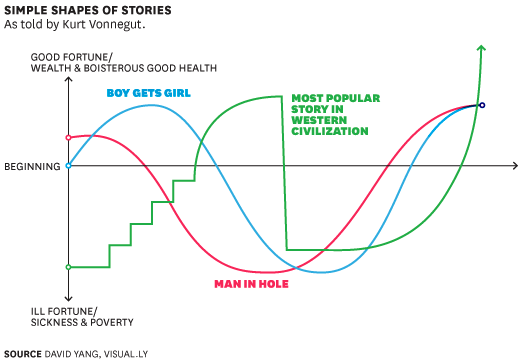 SIMPLE SHAPES OF STORIES
As told by Kurt Vonnegut.
GOOD FORTUNE/
WEALTH & BOISTEROUS GOOD HEALTH
BOY GETS GIRL
MOST POPULAR
STORY IN
WESTERN
CIVILIZATION
BEGINNING
MAN IN HOLE
ILL FORTUNE/
SICKNESS & POVERTY
SOURCE DAVID YANG, VISUAL.LY